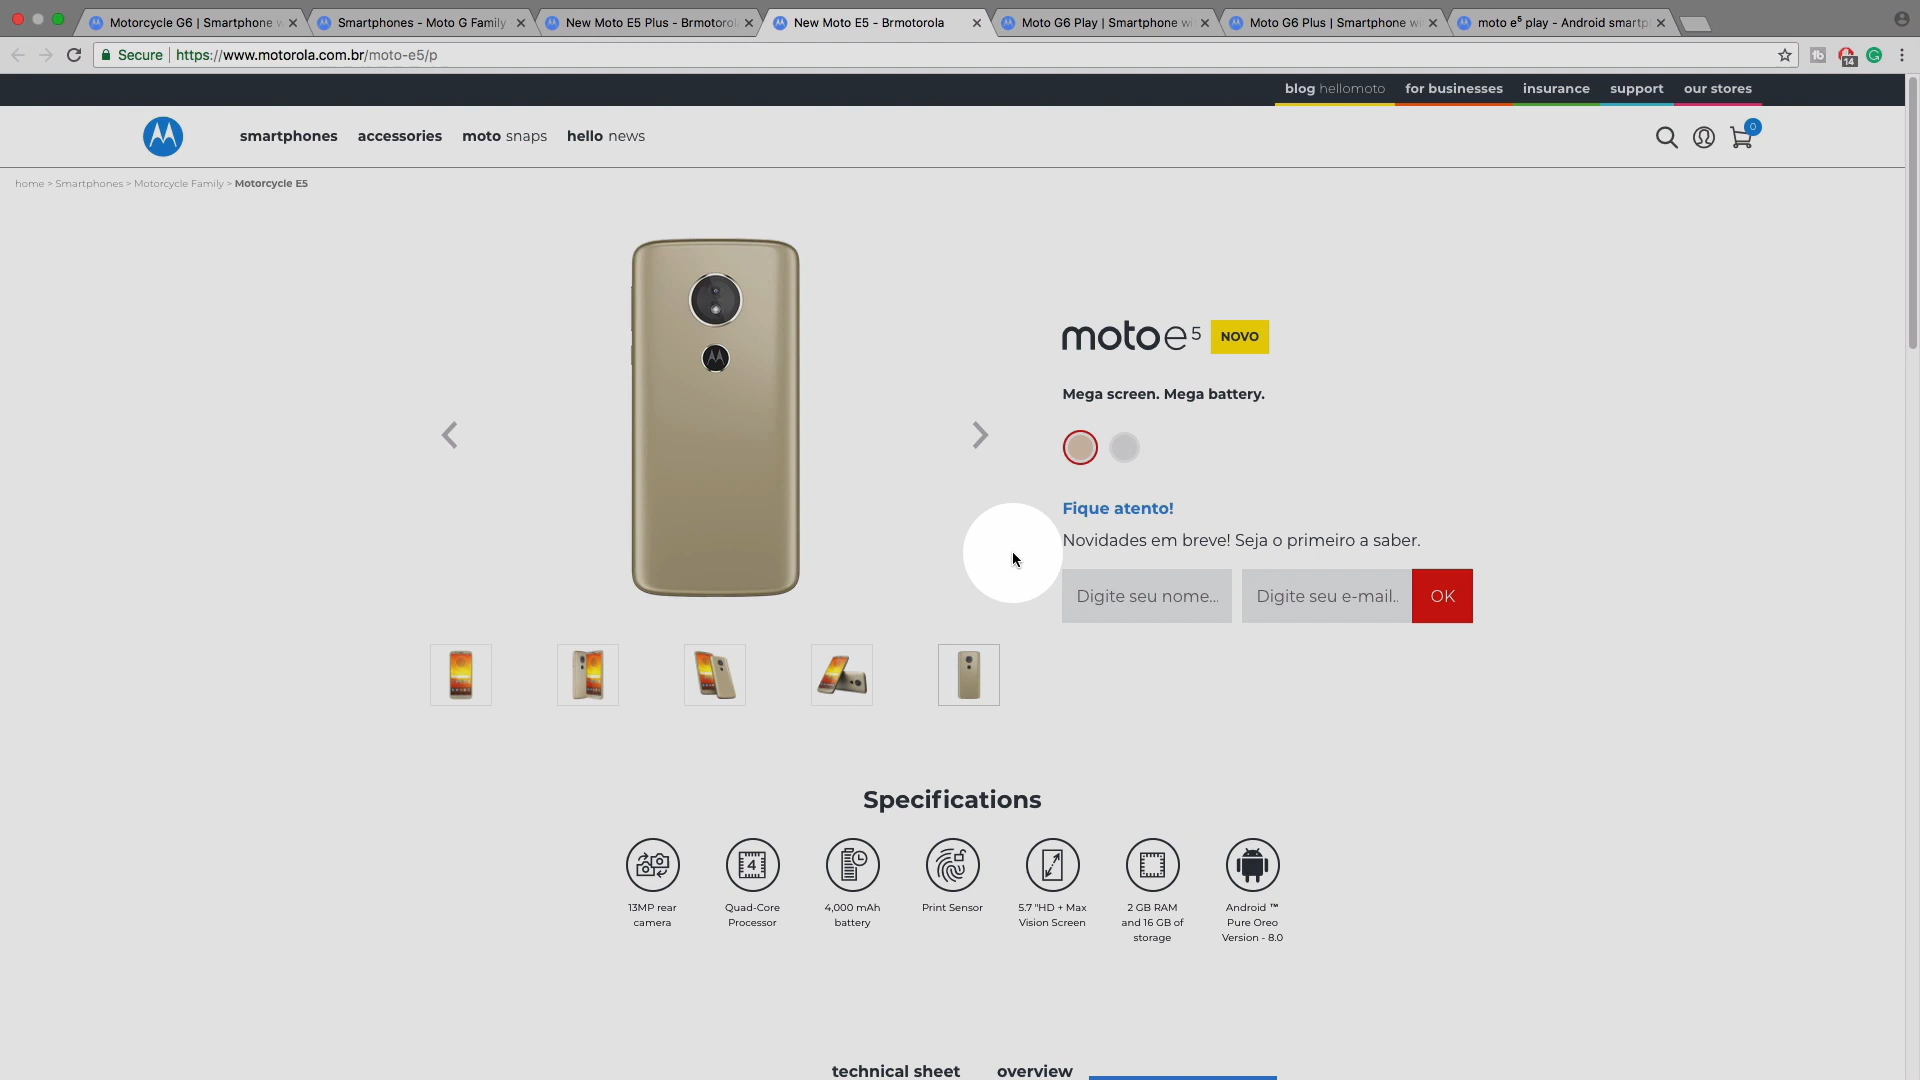 Motorcycle G6 | Smartphone w
Smartphones - Moto G Family
New Moto E5 Plus - Brmotorol
New Moto E5 - Brmotorola
Moto G6 Play | Smartphone wi
Moto G6 Plus | Smartphone wi
moto e⁵ play - Android smartp
Secure
https://www.motorola.com.br/moto-e5/p
14
blog hellomoto
for businesses
insurance
support
our stores
smartphones
accessories
moto snaps
hello news
0
home > Smartphones > Motorcycle Family > Motorcycle E5
moto e⁵
NOVO
Mega screen. Mega battery.
Fique atento!
Novidades em breve! Seja o primeiro a saber.
Digite seu nome...
Digite seu e-mail..
OK
Specifications
4
13MP rear
camera
Quad-Core
Processor
4,000 mAh
battery
Print Sensor
5.7 "HD + Max
Vision Screen
2 GB RAM
and 16 GB of
storage
Android ™
Pure Oreo
Version - 8.0
technical sheet
overview